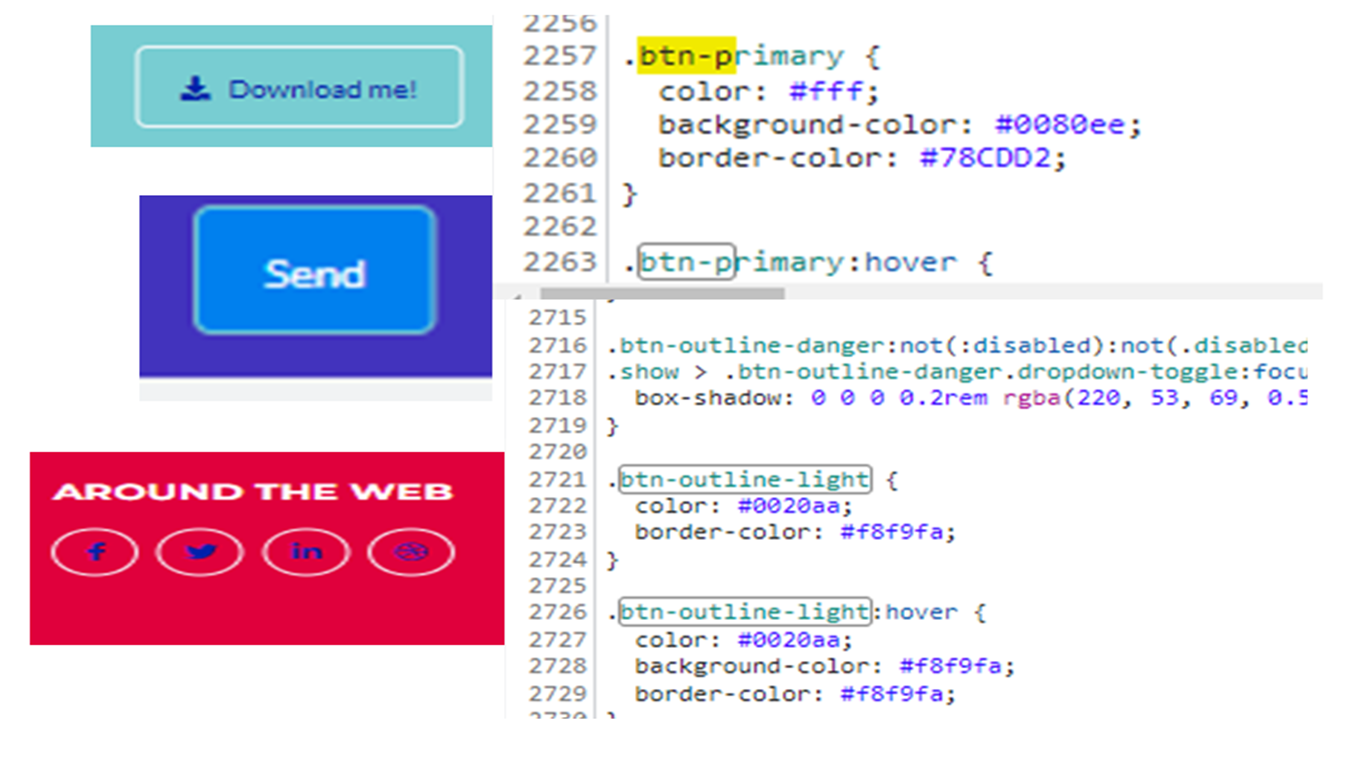 Download me!
Send
AROUND THE WEB
f
in
2256
2257 .btn-primary {
2258 color: #fff;
2259 background-color: #0080ee;
2260 border-color: #78CDD2;
2261 }
2262
2263 .btn-primary:hover {
2715
2716 .btn-outline-danger:not(:disabled):not(.disabled
2717 .show > .btn-outline-danger.dropdown-toggle:focu
2718 box-shadow: 0 0 0 0.2rem rgba(220, 53, 69, 0.5
2719 }
2720
2721 .btn-outline-light {
2722 color: #0020aa;
2723 border-color: #f8f9fa;
2724 }
2725
2726 .btn-outline-light:hover {
2727 color: #0020aa;
2728 background-color: #f8f9fa;
2729 border-color: #f8f9fa;